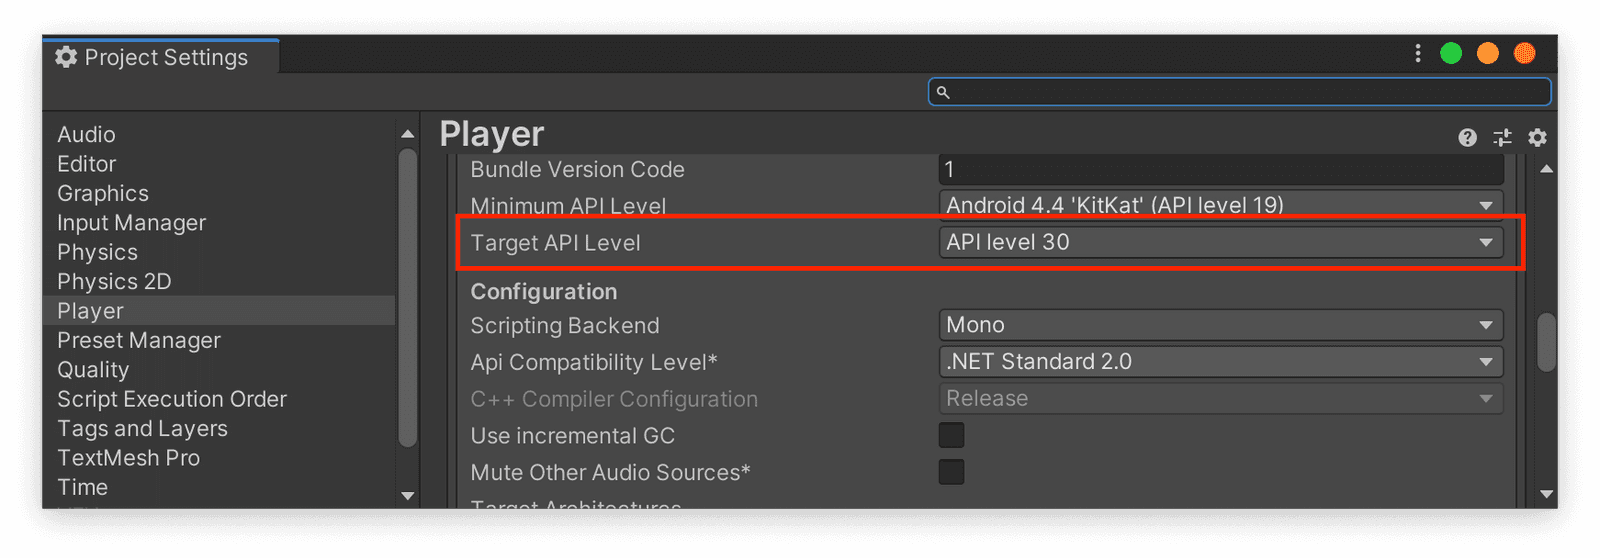 Project Settings
Audio
Editor
Graphics
Input Manager
Physics
Physics 2D
Player
Preset Manager
Quality
Script Execution Order
Tags and Layers
TextMesh Pro
Time
Player
Bundle Version Code 1
Minimum API Level Android 4.4 'KitKat' (API level 19)
Target API Level API level 30
Configuration
Scripting Backend Mono
Api Compatibility Level* .NET Standard 2.0
C++ Compiler Configuration Release
Use incremental GC
Mute Other Audio Sources*
Target Architectures